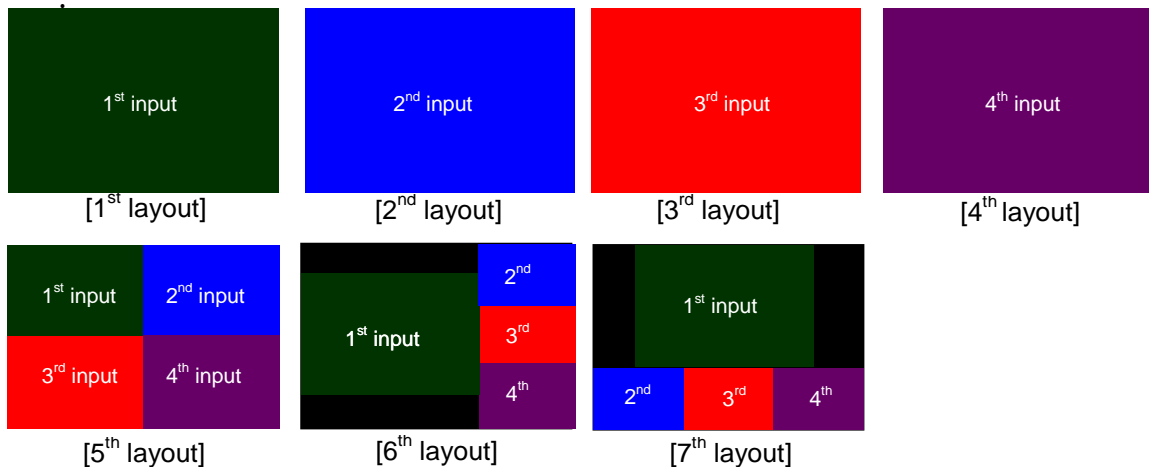 1st input
2nd input
3rd input
4th input
[1st layout]
[2nd layout]
[3rd layout]
[4th layout]
1st input
2nd input
3rd input
4th input
1st input
2nd
3rd
4th
1st input
2nd
3rd
4th
[5th layout]
[6th layout]
[7th layout]